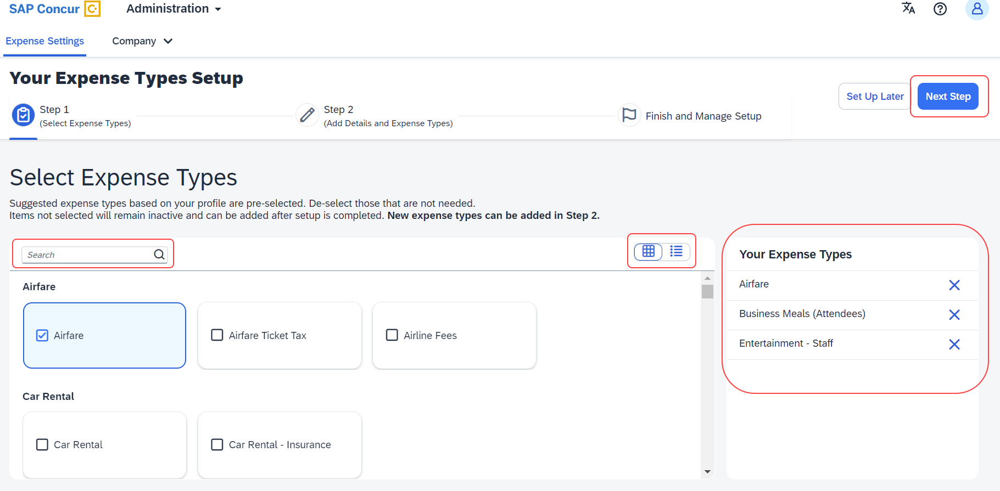 SAP Concur C.
Administration
Expense Settings
Company
Your Expense Types Setup
Set Up Later
Next Step
Step 1
(Select Expense Types)
Step 2
(Add Details and Expense Types)
Finish and Manage Setup
Select Expense Types
Suggested expense types based on your profile are pre-selected. De-select those that are not needed.
Items not selected will remain inactive and can be added after setup is completed. New expense types can be added in Step 2.
Search
Airfare
Airfare
Airfare Ticket Tax
Airline Fees
Car Rental
Car Rental
Car Rental - Insurance
Your Expense Types
Airfare
Business Meals (Attendees)
Entertainment - Staff